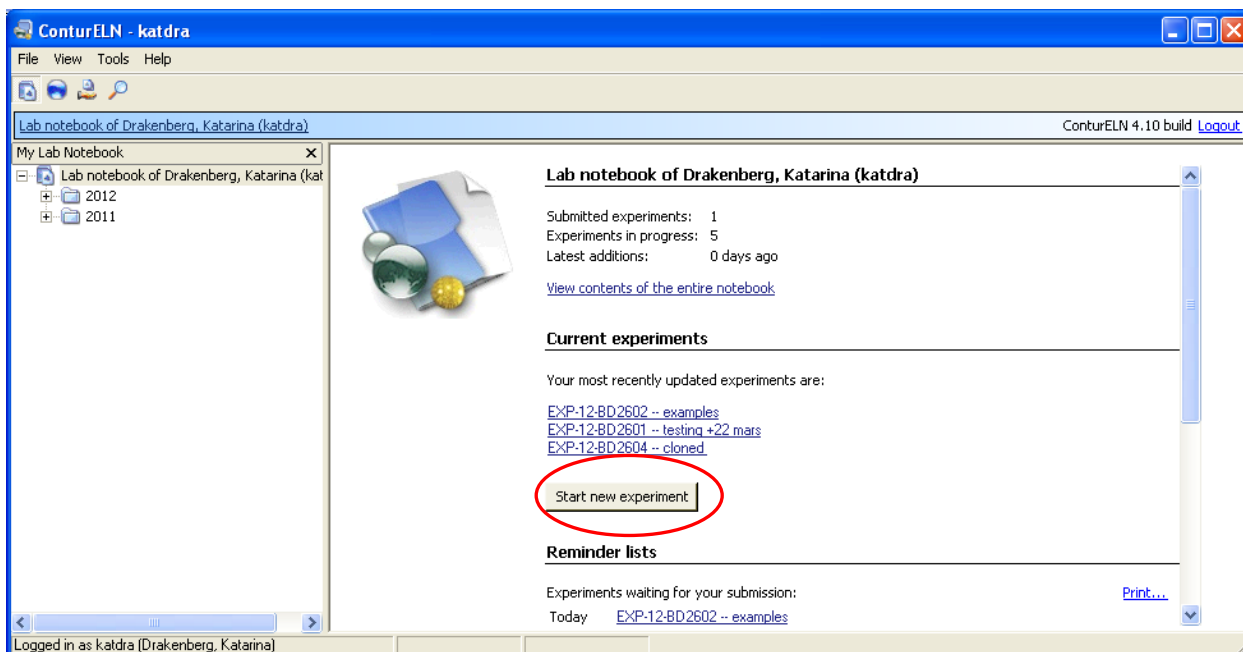 ConturELN - katdra
File View Tools Help
Lab notebook of Drakenberg, Katarina (katdra)
ConturELN 4.10 build Logout
My Lab Notebook
Lab notebook of Drakenberg, Katarina (kat
2012
2011
Lab notebook of Drakenberg, Katarina (katdra)
Submitted experiments: 1
Experiments in progress: 5
Latest additions: 0 days ago
View contents of the entire notebook
Current experiments
Your most recently updated experiments are:
EXP-12-BD2602 -- examples
EXP-12-BD2601 -- testing +22 mars
EXP-12-BD2604 -- cloned
Start new experiment
Reminder lists
Experiments waiting for your submission: Print...
Today EXP-12-BD2602 -- examples
Logged in as katdra (Drakenberg, Katarina)